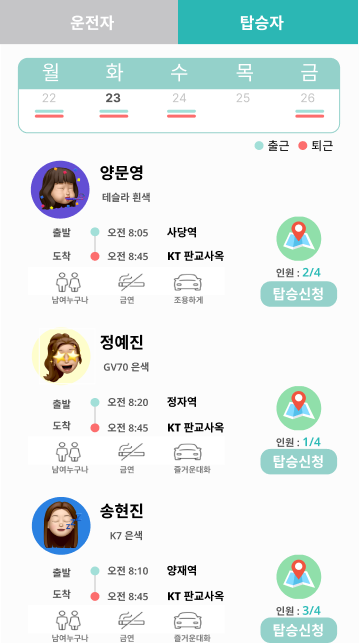 운전자 탑승자
월 화 수 목 금
22 23 24 25 26
출근 퇴근
양문영
테슬라 흰색
출발 오전 8:05 사당역
도착 오전 8:45 KT 판교사옥
인원 : 2/4
남여누구나 금연 조용하게
탑승신청
정예진
GV70 은색
출발 오전 8:20 정자역
도착 오전 8:45 KT 판교사옥
인원 : 1/4
남여누구나 금연 즐거운대화
탑승신청
송현진
K7 은색
출발 오전 8:10 양재역
도착 오전 8:45 KT 판교사옥
인원 : 3/4
남여누구나 금연 즐거운대화
탑승신청